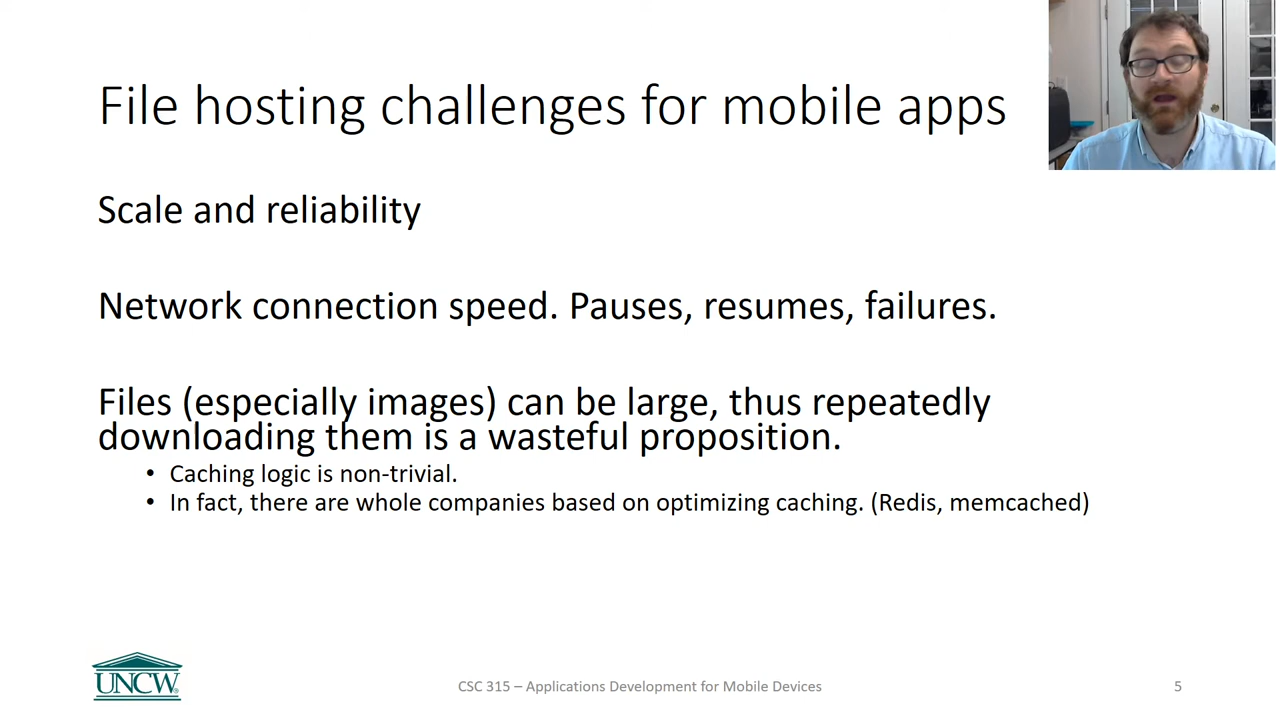 File hosting challenges for mobile apps
Scale and reliability
Network connection speed. Pauses, resumes, failures.
Files (especially images) can be large, thus repeatedly
downloading them is a wasteful proposition.
• Caching logic is non-trivial.
• In fact, there are whole companies based on optimizing caching. (Redis, memcached)
UNCW®
CSC 315 – Applications Development for Mobile Devices
5